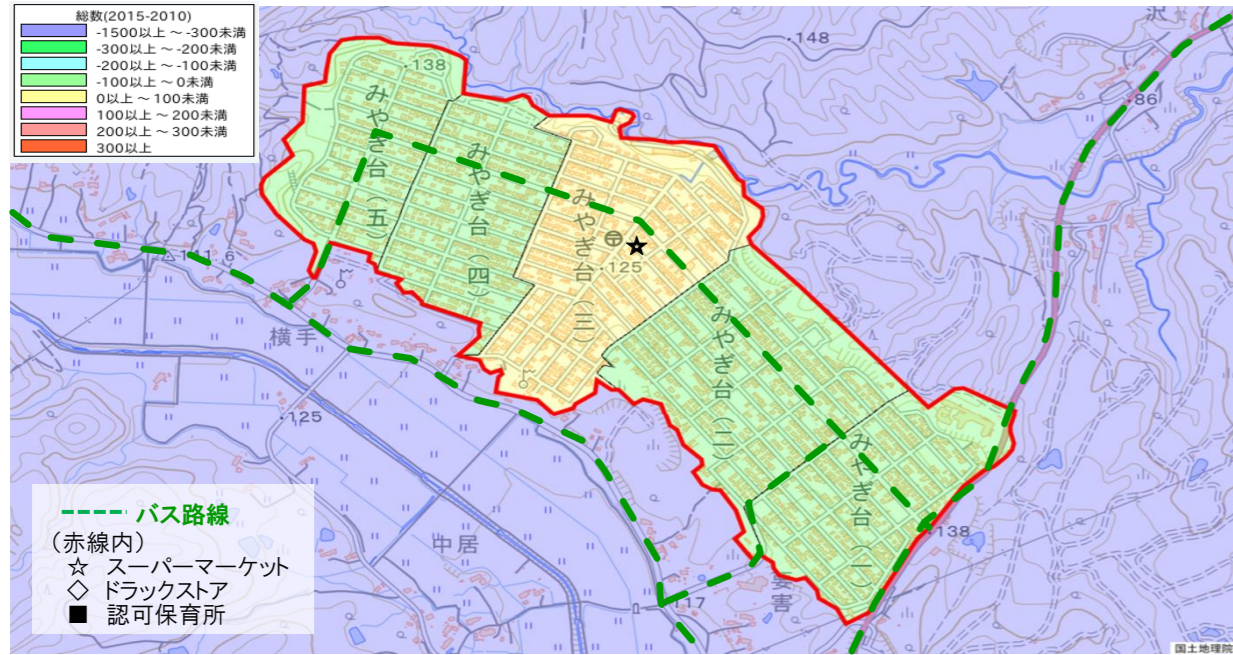 総数(2015-2010)
-1500以上 ～ -300未満
-300以上 ～ -200未満
-200以上 ～ -100未満
-100以上 ～ 0未満
0以上 ～ 100未満
100以上 ～ 200未満
200以上 ～ 300未満
300以上
沢
・148
・86
・138
みやぎ台(五)
みやぎ台(四)
みやぎ台(三)
・125
みやぎ台(二)
みやぎ台(一)
111.6
横手
・125
中居
117
要害
・138
バス路線
(赤線内)
☆ スーパーマーケット
◇ ドラックストア
■ 認可保育所
国土地理院